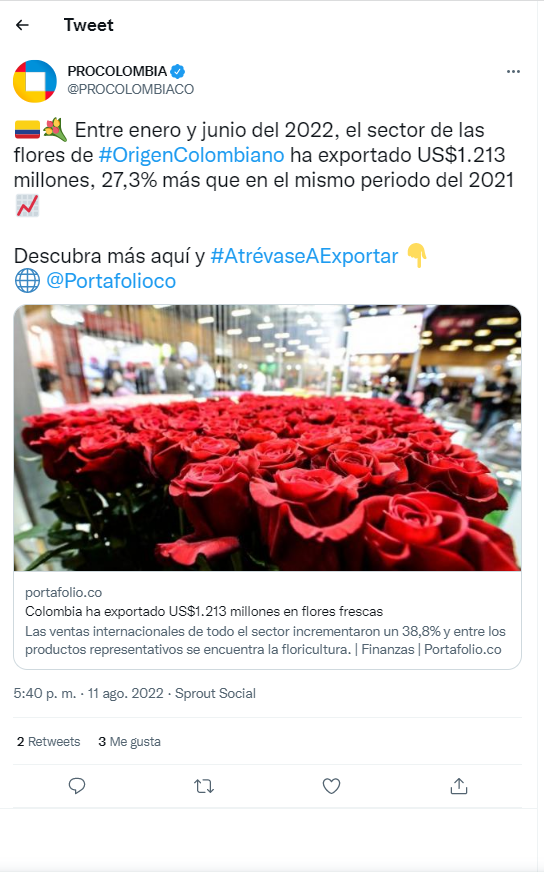 Tweet
PROCOLOMBIA
@PROCOLOMBIACO
Entre enero y junio del 2022, el sector de las
flores de #OrigenColombiano ha exportado US$1.213
millones, 27,3% más que en el mismo periodo del 2021
Descubra más aquí y #AtrévaseAExportar
@Portafolioco
portafolio.co
Colombia ha exportado US$1.213 millones en flores frescas
Las ventas internacionales de todo el sector incrementaron un 38,8% y entre los
productos representativos se encuentra la floricultura. | Finanzas | Portafolio.co
5:40 p. m. · 11 ago. 2022 · Sprout Social
2 Retweets 3 Me gusta